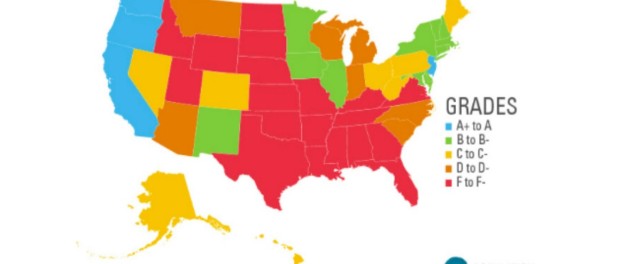 GRADES
A+ to A
B to B-
C to C-
D to D-
F to F-